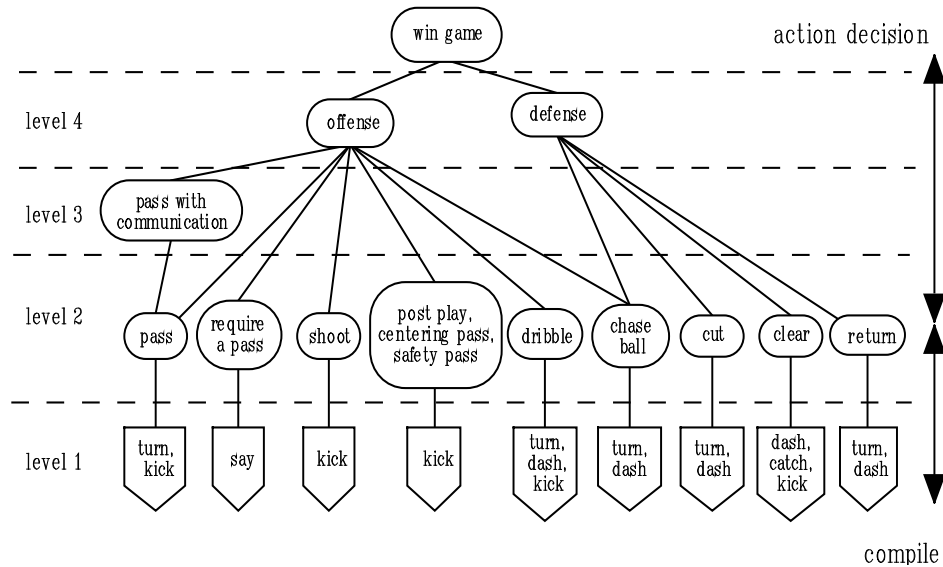 win game
action decision
level 4
offense
defense
level 3
pass with
communication
level 2
pass
require
a pass
shoot
post play,
centering pass,
safety pass
dribble
chase
ball
cut
clear
return
level 1
turn,
kick
say
kick
kick
turn,
dash,
kick
turn,
dash
turn,
dash
dash,
catch,
kick
turn,
dash
compile